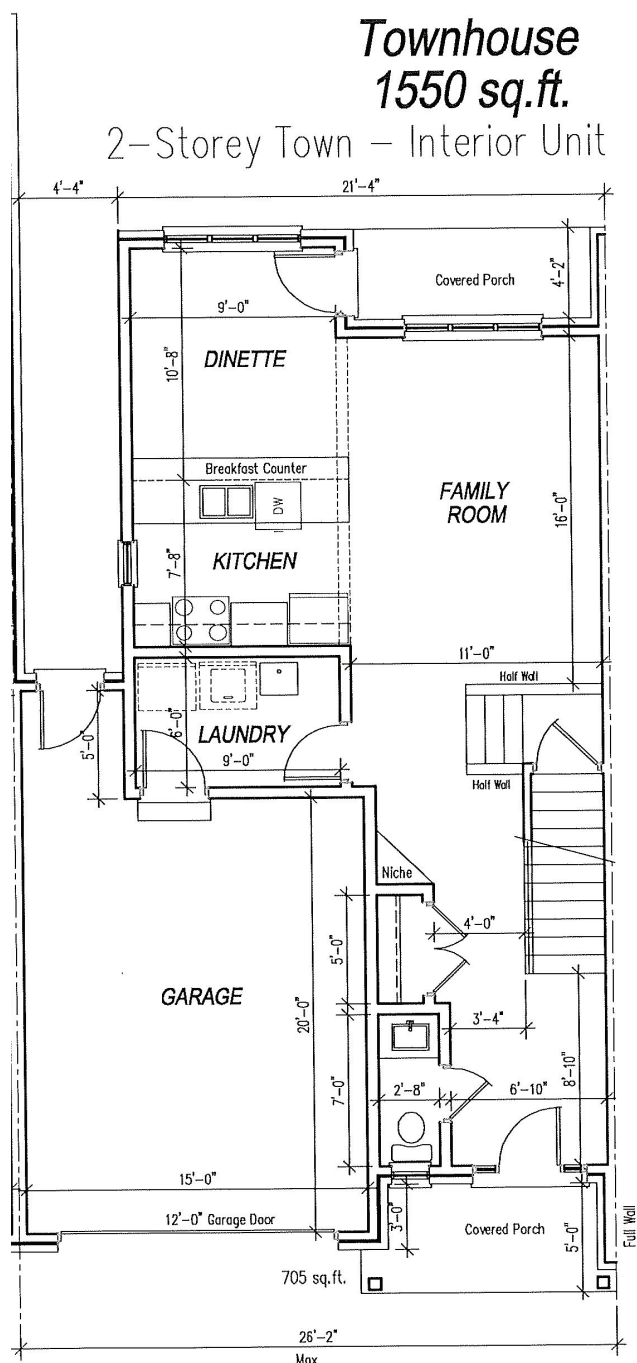 Townhouse
1550 sq.ft.
2-Storey Town - Interior Unit
4'-4"
21'-4"
Covered Porch
4'-2"
9'-0"
DINETTE
10'-8"
Breakfast Counter
DW
FAMILY
ROOM
16'-0"
KITCHEN
7'-8"
11'-0"
Half Wall
LAUNDRY
6'-0"
9'-0"
5'-0"
Half Wall
Niche
4'-0"
5'-0"
GARAGE
20'-0"
3'-4"
8'-10"
2'-8"
6'-10"
7'-0"
15'-0"
12'-0" Garage Door
3'-0"
Covered Porch
5'-0"
Full Wall
705 sq.ft.
26'-2"
Max